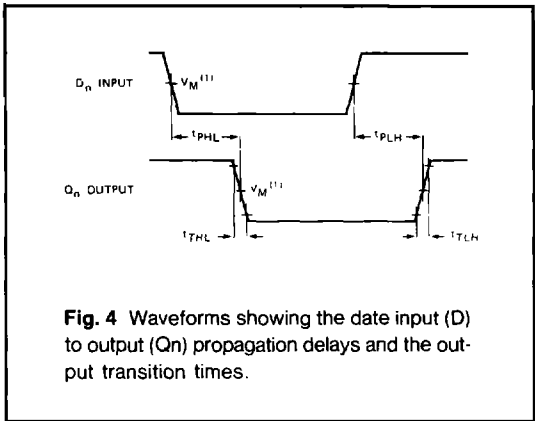 Dn INPUT
VM(1)
tPHL
tPLH
Qn OUTPUT
VM(1)
tTHL
tTLH
Fig. 4 Waveforms showing the date input (D)
to output (Qn) propagation delays and the out-
put transition times.